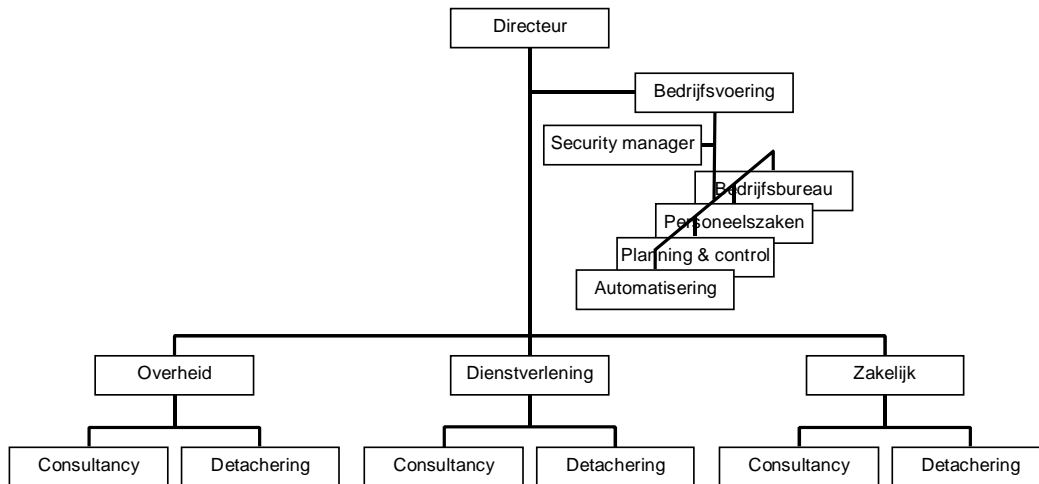 Directeur
Bedrijfsvoering
Security manager
Bedrijfsbureau
Personeelszaken
Planning & control
Automatisering
Overheid
Dienstverlening
Zakelijk
Consultancy
Detachering
Consultancy
Detachering
Consultancy
Detachering